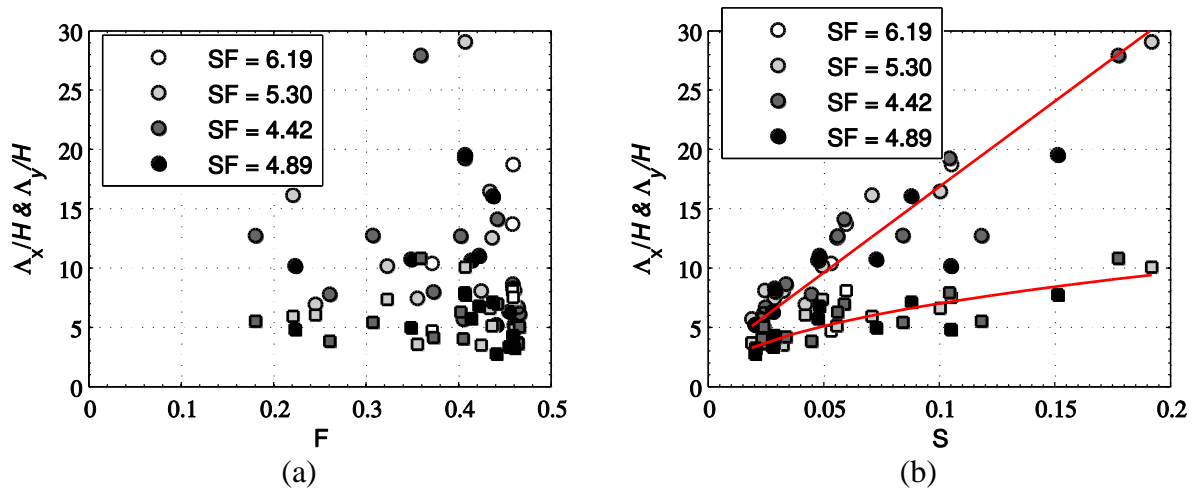 30
25
20
15
10
5
0
Λx/H & Λy/H
SF = 6.19
SF = 5.30
SF = 4.42
SF = 4.89
0
0.1
0.2
0.3
0.4
0.5
F
(a)
30
25
20
15
10
5
0
Λx/H & Λy/H
SF = 6.19
SF = 5.30
SF = 4.42
SF = 4.89
0
0.05
0.1
0.15
0.2
S
(b)